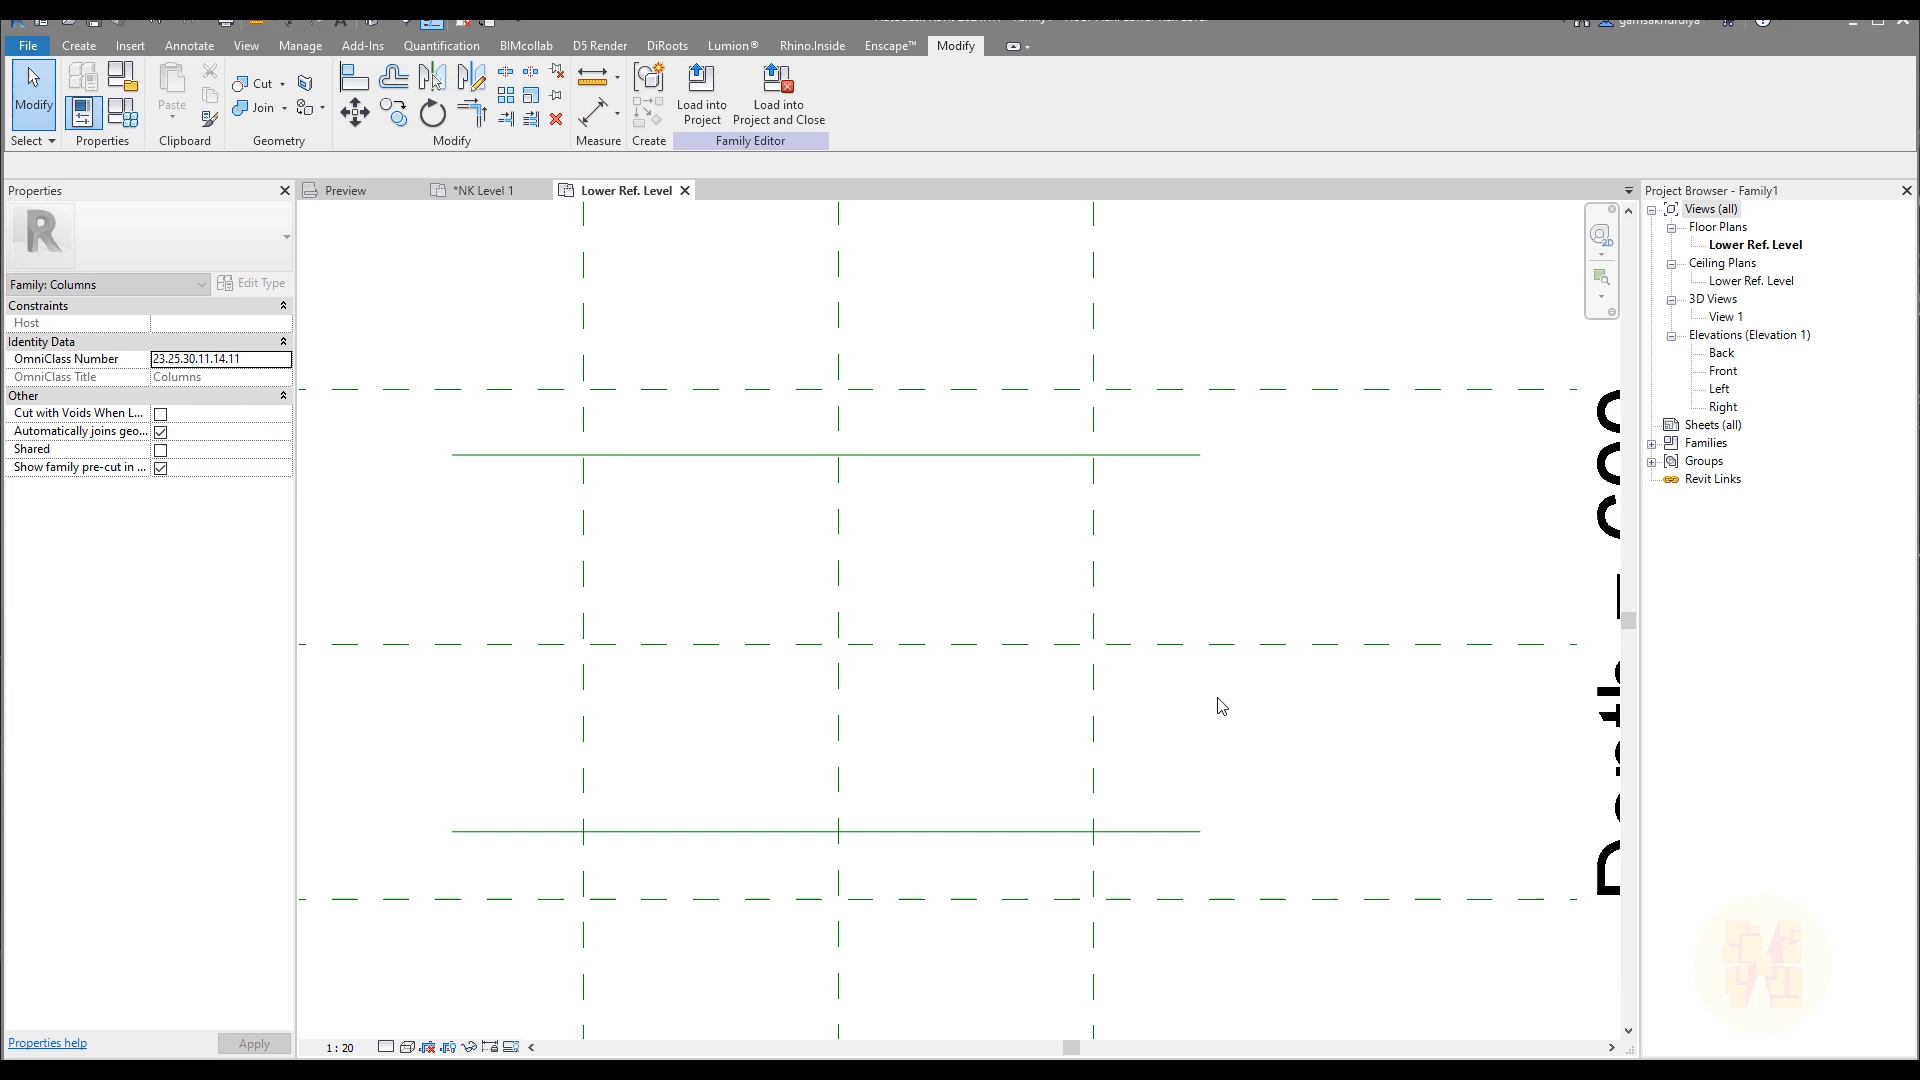 File Create Insert Annotate View Manage Add-Ins Quantification BIMcollab D5 Render DiRoots Lumion® Rhino.Inside Enscape™ Modify
Modify Paste Cut Join Load into Project Load into Project and Close
Select Properties Clipboard Geometry Modify Measure Create Family Editor
Properties Preview *NK Level 1 Lower Ref. Level Project Browser - Family1
R
Family: Columns Edit Type
Constraints
Host
Identity Data
OmniClass Number 23.25.30.11.14.11
OmniClass Title Columns
Other
Cut with Voids When L...
Automatically joins geo...
Shared
Show family pre-cut in ...
Properties help Apply
1 : 20
2D
Views (all)
Floor Plans
Lower Ref. Level
Ceiling Plans
Lower Ref. Level
3D Views
View 1
Elevations (Elevation 1)
Back
Front
Left
Right
Sheets (all)
Families
Groups
Revit Links